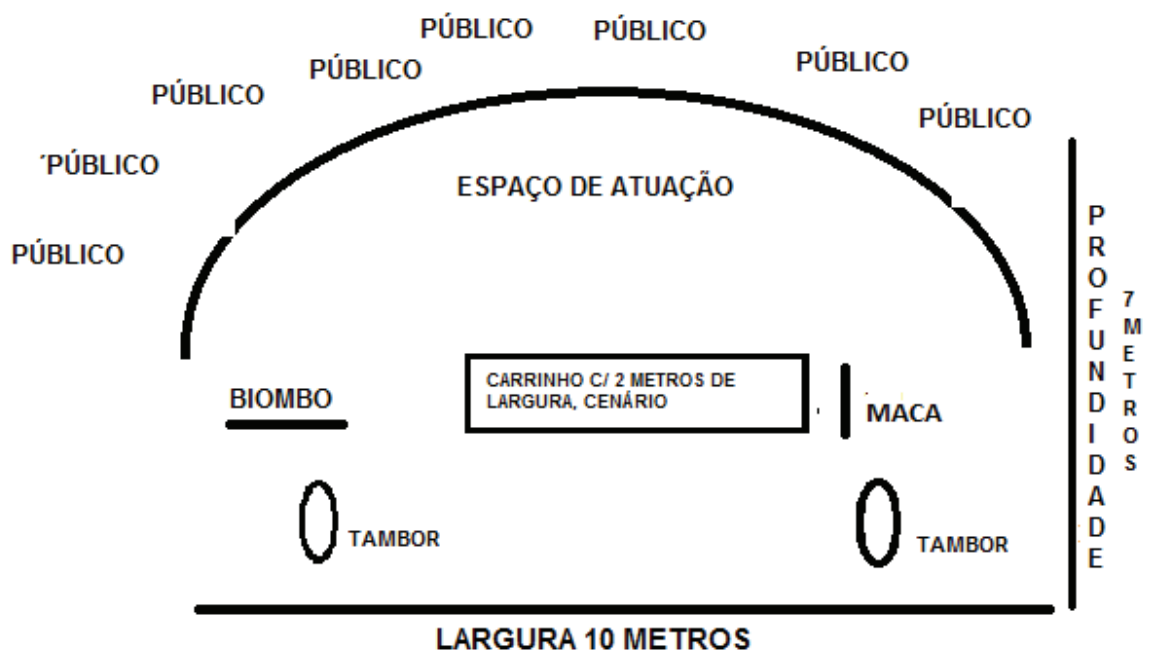 PÚBLICO
PÚBLICO
PÚBLICO
PÚBLICO
PÚBLICO
PÚBLICO
´PÚBLICO
PÚBLICO
ESPAÇO DE ATUAÇÃO
CARRINHO C/ 2 METROS DE
LARGURA, CENÁRIO
BIOMBO
MACA
TAMBOR
TAMBOR
PROFUNDIDADE
7 METROS
LARGURA 10 METROS